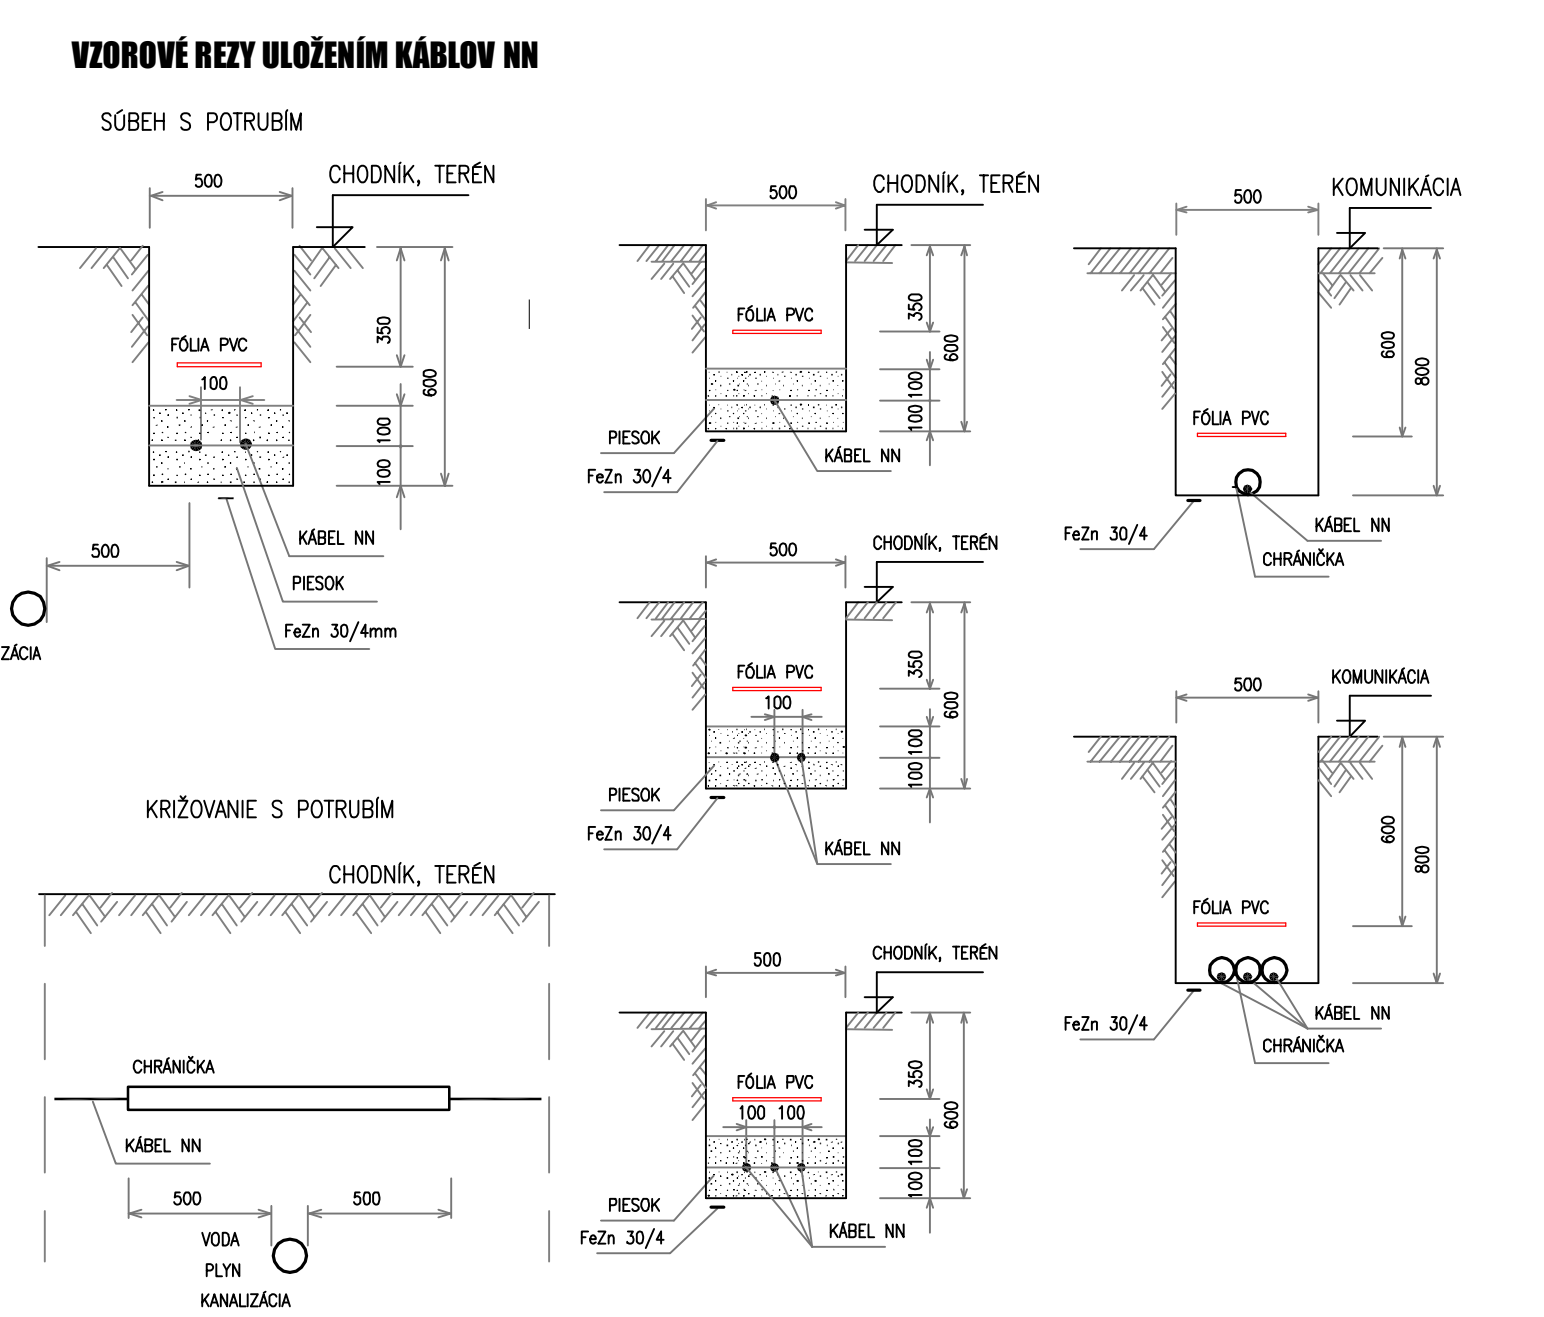 VZOROVÉ REZY ULOŽENÍM KÁBLOV NN
SÚBEH S POTRUBÍM
500
CHODNÍK, TERÉN
FÓLIA PVC
100
350
600
100
100
KÁBEL NN
PIESOK
FeZn 30/4mm
500
ZÁCIA
KRIŽOVANIE S POTRUBÍM
CHODNÍK, TERÉN
CHRÁNIČKA
KÁBEL NN
500
500
VODA
PLYN
KANALIZÁCIA
500
CHODNÍK, TERÉN
FÓLIA PVC
350
600
100
100
PIESOK
KÁBEL NN
FeZn 30/4
500
CHODNÍK, TERÉN
FÓLIA PVC
100
350
600
100
100
PIESOK
FeZn 30/4
KÁBEL NN
500
CHODNÍK, TERÉN
FÓLIA PVC
100 100
350
600
100
100
PIESOK
FeZn 30/4
KÁBEL NN
500
KOMUNIKÁCIA
600
800
FÓLIA PVC
FeZn 30/4
KÁBEL NN
CHRÁNIČKA
500
KOMUNIKÁCIA
600
800
FÓLIA PVC
FeZn 30/4
KÁBEL NN
CHRÁNIČKA